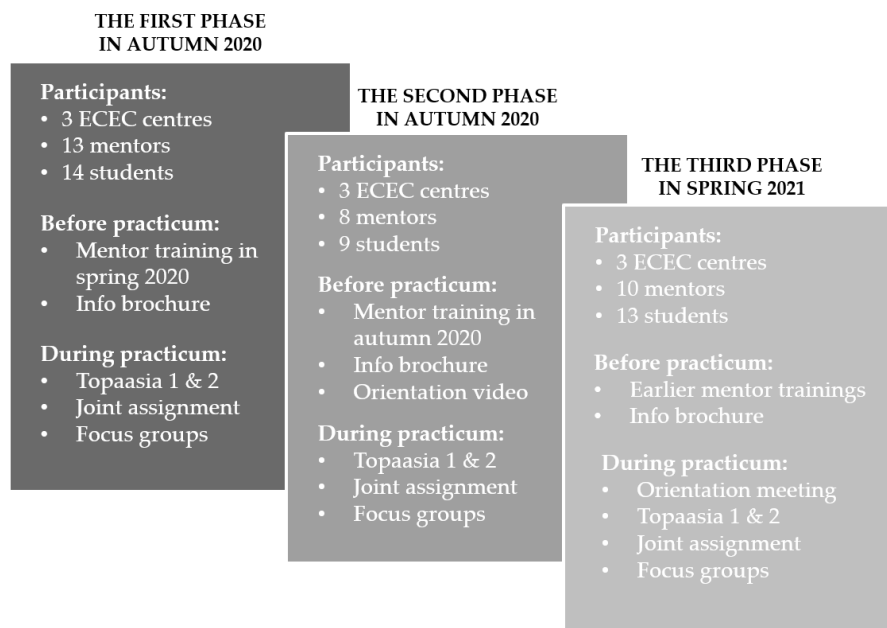 THE FIRST PHASE
IN AUTUMN 2020
Participants:
• 3 ECEC centres
• 13 mentors
• 14 students
Before practicum:
• Mentor training in
spring 2020
• Info brochure
During practicum:
• Topaasia 1 & 2
• Joint assignment
• Focus groups
THE SECOND PHASE
IN AUTUMN 2020
Participants:
• 3 ECEC centres
• 8 mentors
• 9 students
Before practicum:
• Mentor training in
autumn 2020
• Info brochure
• Orientation video
During practicum:
• Topaasia 1 & 2
• Joint assignment
• Focus groups
THE THIRD PHASE
IN SPRING 2021
Participants:
• 3 ECEC centres
• 10 mentors
• 13 students
Before practicum:
• Earlier mentor trainings
• Info brochure
During practicum:
• Orientation meeting
• Topaasia 1 & 2
• Joint assignment
• Focus groups